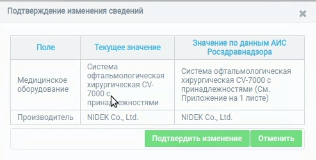 Подтверждение изменения сведений
Поле
Текущее значение
Значение по данным АИС
Росздравнадзора
Медицинское
оборудование
Система
офтальмологическая
хирургическая CV-
7000 с
принадлежностями
Система офтальмологическая
хирургическая CV-7000 с
принадлежностями (См.
Приложение на 1 листе)
Производитель
NIDEK Co., Ltd.
NIDEK Co., Ltd.
Подтвердить изменение
Отменить